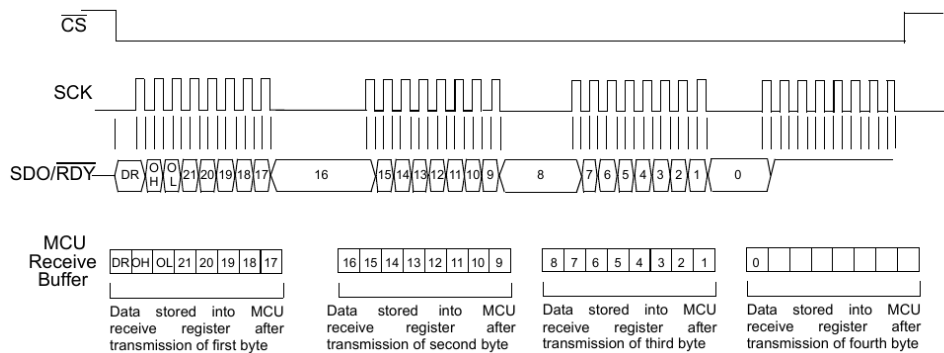 CS
SCK
SDO/RDY
DR OH OL 21 20 19 18 17 16 15 14 13 12 11 10 9 8 7 6 5 4 3 2 1 0
MCU
Receive
Buffer
DR OH OL 21 20 19 18 17
16 15 14 13 12 11 10 9
8 7 6 5 4 3 2 1
0
Data stored into MCU
receive register after
transmission of first byte
Data stored into MCU
receive register after
transmission of second byte
Data stored into MCU
receive register after
transmission of third byte
Data stored into MCU
receive register after
transmission of fourth byte